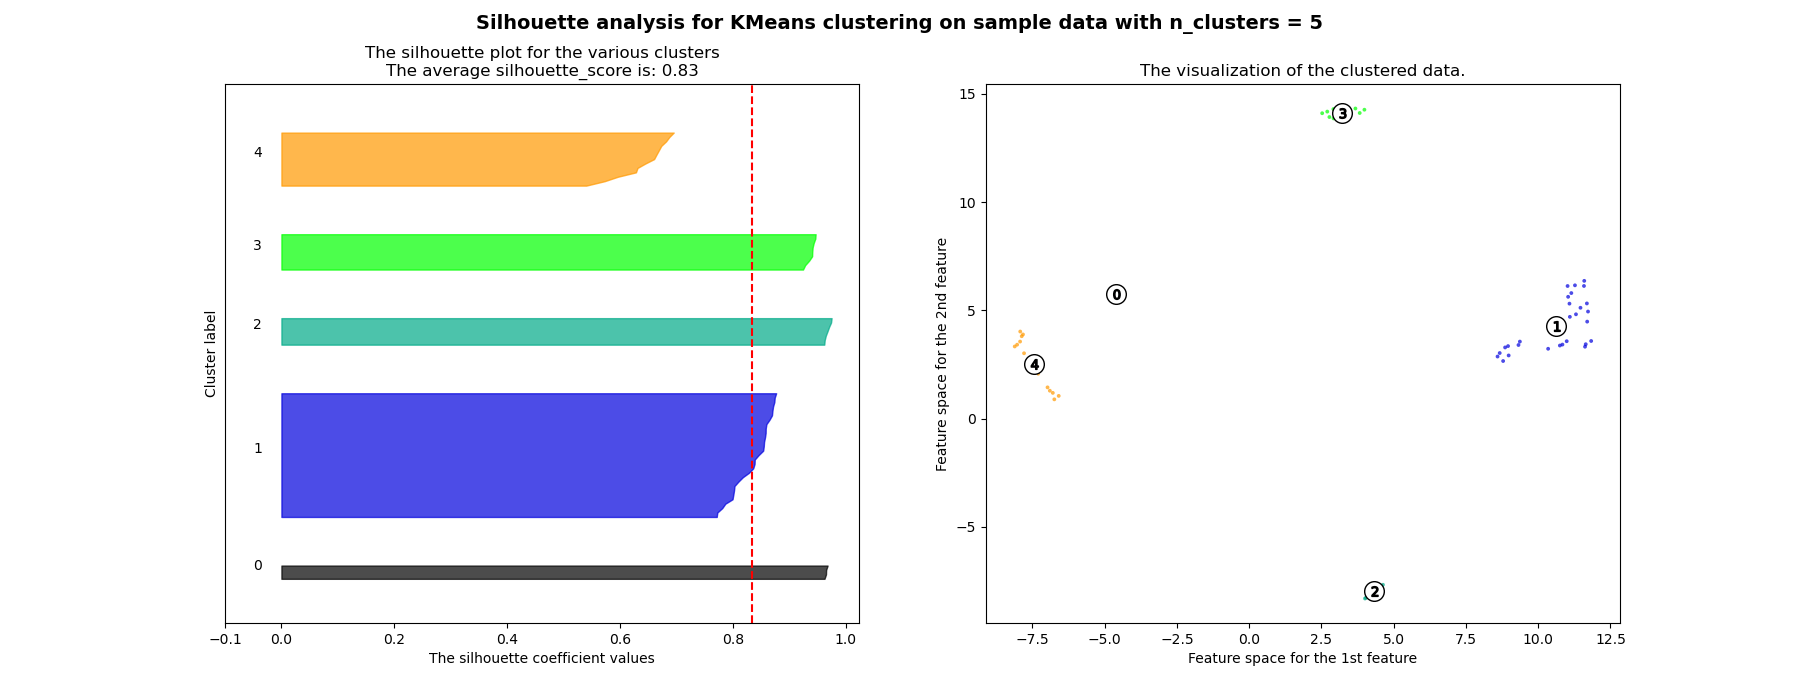 Silhouette analysis for KMeans clustering on sample data with n_clusters = 5
The silhouette plot for the various clusters
The average silhouette_score is: 0.83
4
3
2
1
0
Cluster label
−0.1 0.0 0.2 0.4 0.6 0.8 1.0
The silhouette coefficient values
The visualization of the clustered data.
15
10
5
0
−5
Feature space for the 2nd feature
3
0
1
4
2
−7.5 −5.0 −2.5 0.0 2.5 5.0 7.5 10.0 12.5
Feature space for the 1st feature